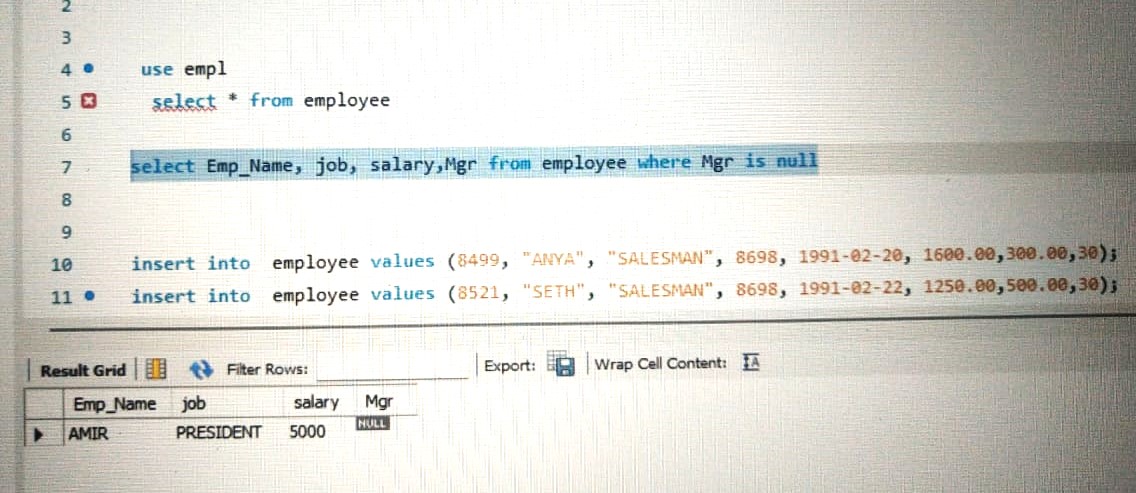 2
3
4 use empl
5 select * from employee
6
7 select Emp_Name, job, salary,Mgr from employee where Mgr is null
8
9
10 insert into employee values (8499, "ANYA", "SALESMAN", 8698, 1991-02-20, 1600.00,300.00,30);
11 insert into employee values (8521, "SETH", "SALESMAN", 8698, 1991-02-22, 1250.00,500.00,30);
Result Grid Filter Rows: Export: Wrap Cell Content: IA
Emp_Name job salary Mgr
AMIR PRESIDENT 5000 NULL